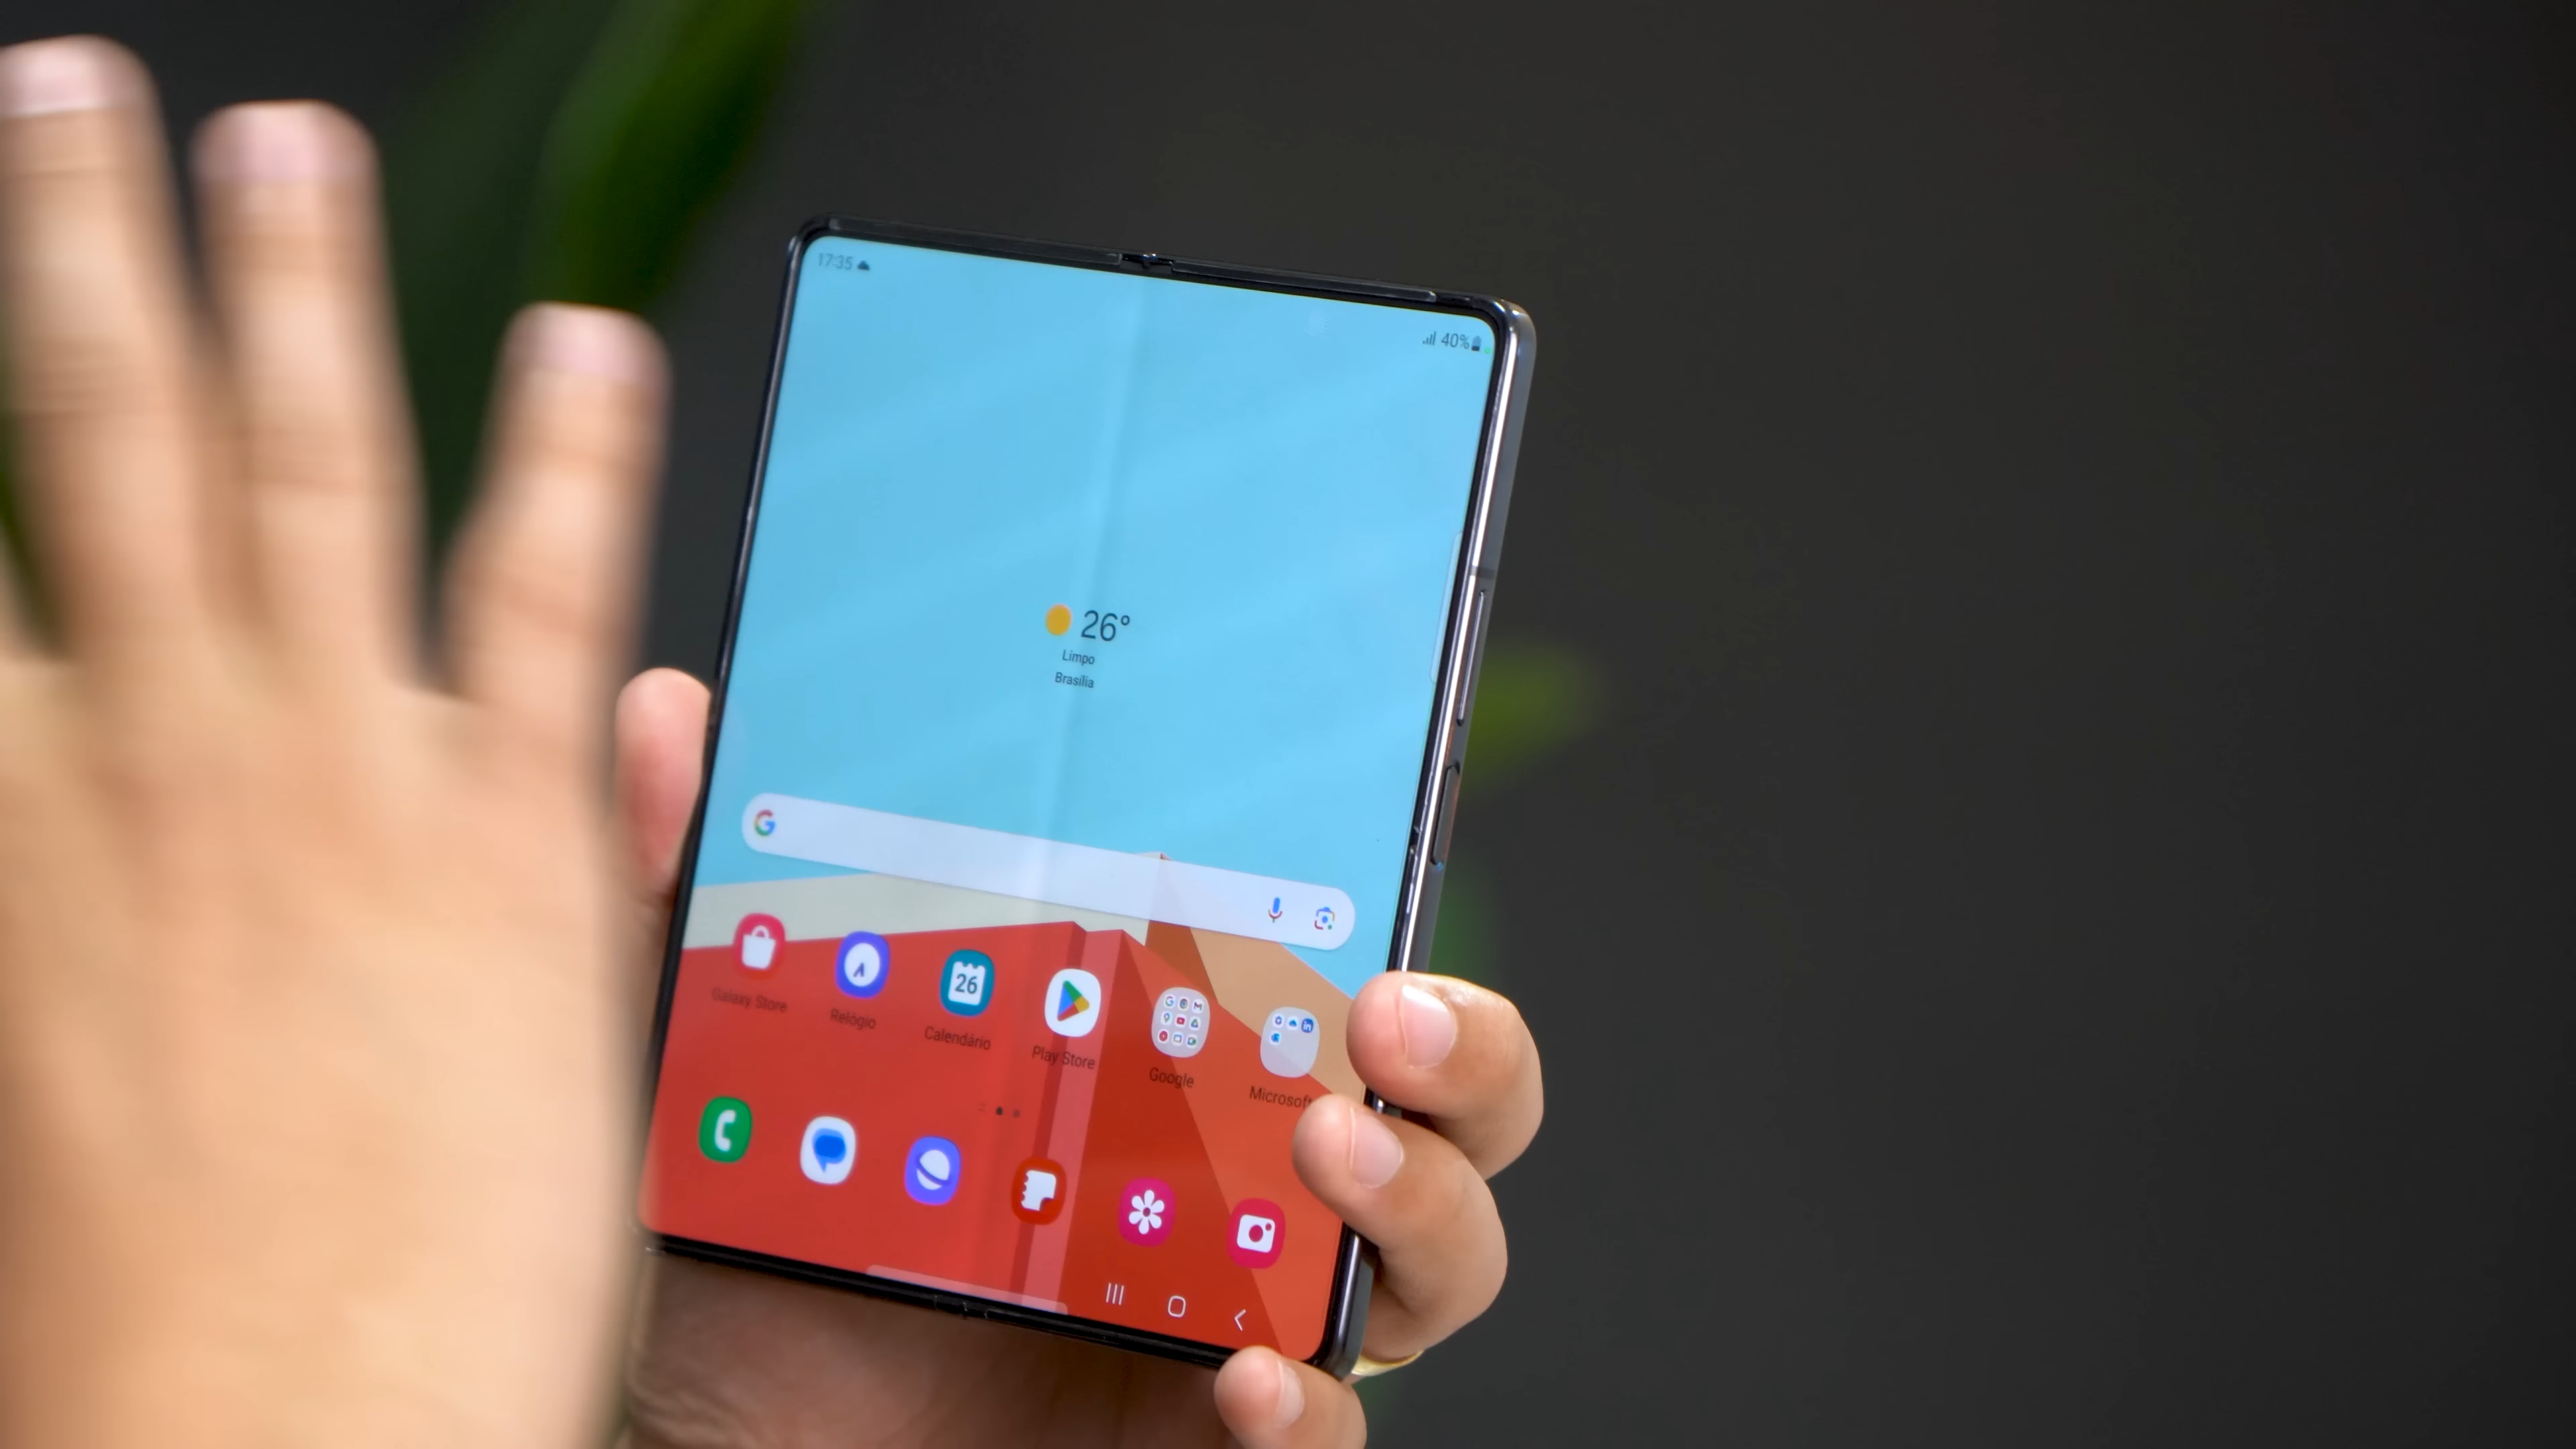 17:35
40%
26°
Limpo
Brasília
Galaxy Store
Relógio
26
Calendário
Play Store
Google
Microsoft